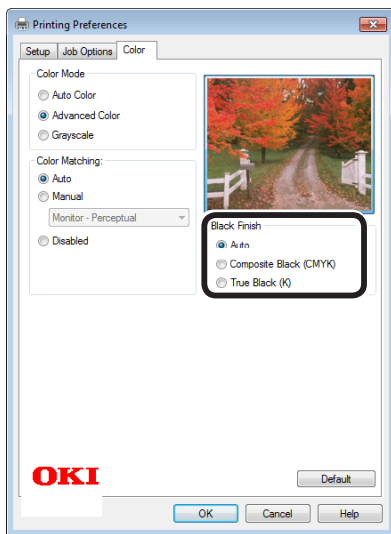 Printing Preferences
Setup Job Options Color
Color Mode
Auto Color
Advanced Color
Grayscale
Color Matching:
Auto
Manual
Monitor - Perceptual
Disabled
Black Finish
Auto
Composite Black (CMYK)
True Black (K)
OKI
Default
OK Cancel Help